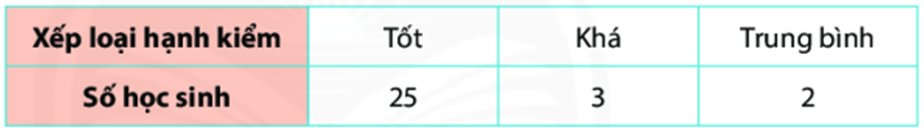 Xếp loại hạnh kiểm Tốt Khá Trung bình
Số học sinh 25 3 2